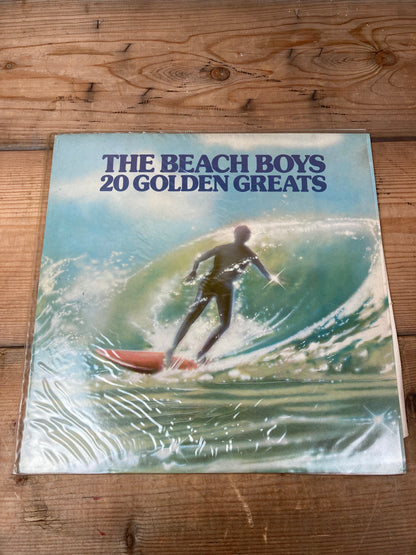 THE BEACH BOYS
20 GOLDEN GREATS